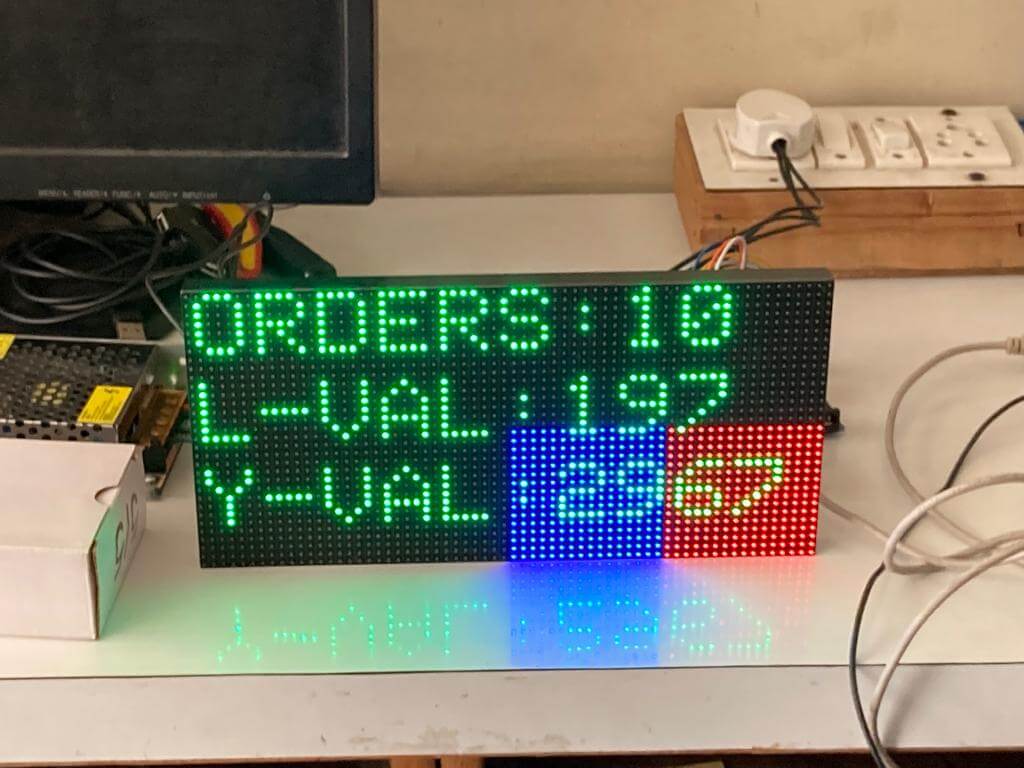 ORDERS:10
L-VAL :197
Y-VAL :2967